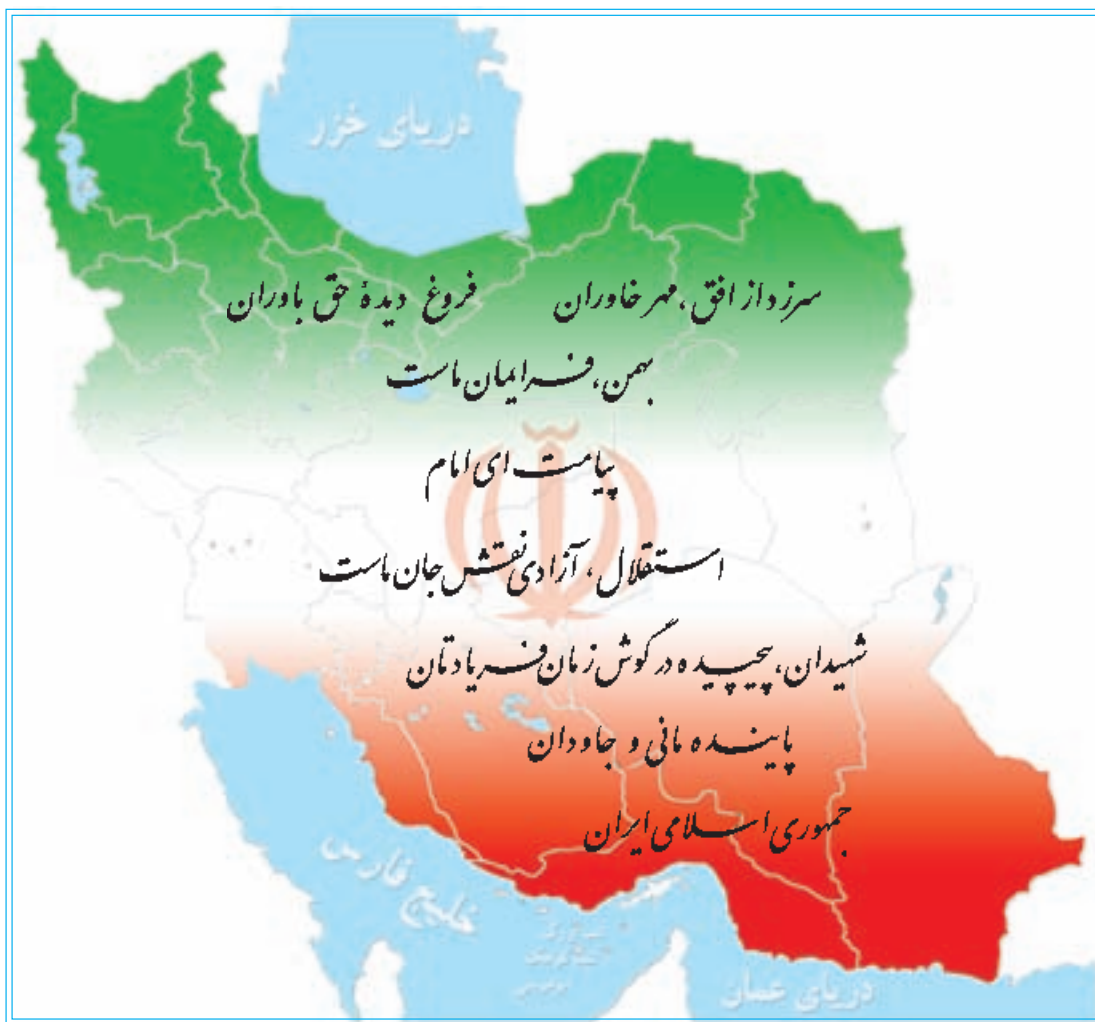 دریای خزر
سر زد از افق، مهر خاوران فروغ دیدهٔ حق باوران
بهمن، فر ایمان ماست
پیامت ای امام
استقلال، آزادی نقش جان ماست
شهیدان، پیچیده در گوش زمان فریادتان
پاینده مانی و جاودان
جمهوری اسلامی ایران
خلیج فارس
دریای عمان